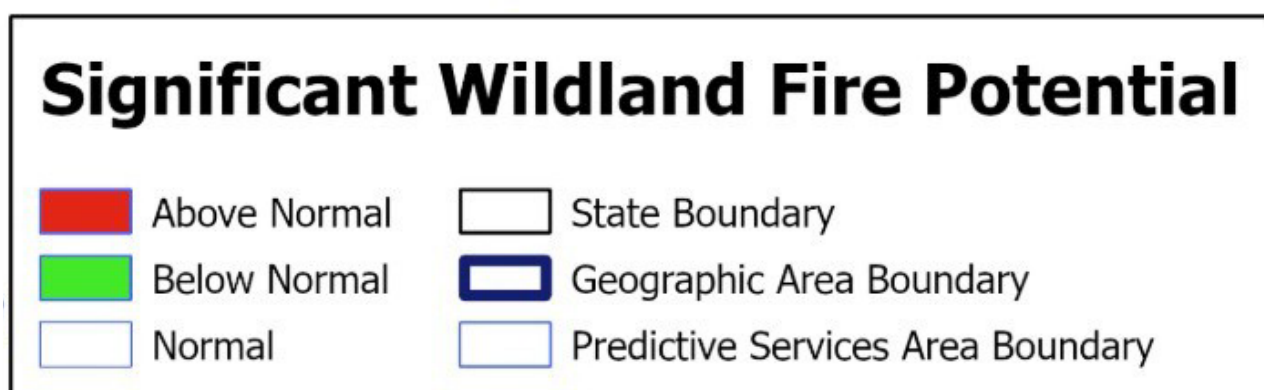 Significant Wildland Fire Potential
Above Normal
State Boundary
Below Normal
Geographic Area Boundary
Normal
Predictive Services Area Boundary